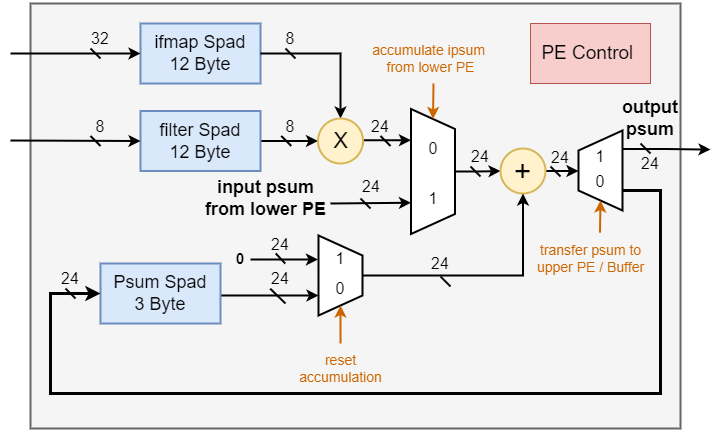 32
ifmap Spad
12 Byte
8
accumulate ipsum
from lower PE
PE Control
8
filter Spad
12 Byte
8
X
24
0
1
24
+
24
1
0
output
psum
24
input psum
from lower PE
24
transfer psum to
upper PE / Buffer
0
24
1
0
24
24
Psum Spad
3 Byte
24
reset
accumulation